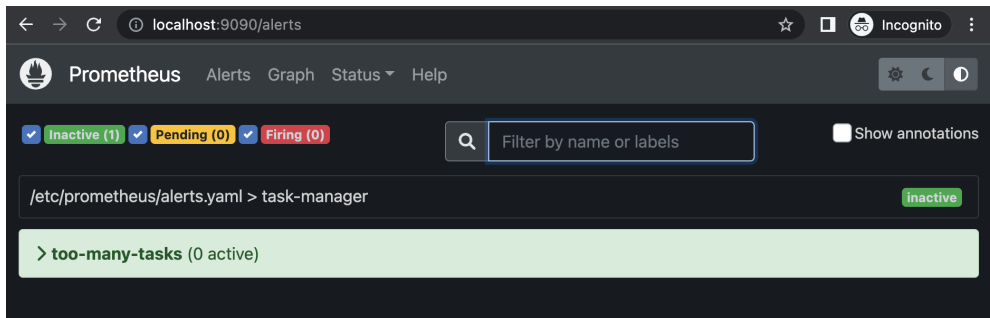 localhost:9090/alerts Incognito
Prometheus Alerts Graph Status Help
Inactive (1) Pending (0) Firing (0) Filter by name or labels Show annotations
/etc/prometheus/alerts.yaml > task-manager inactive
too-many-tasks (0 active)